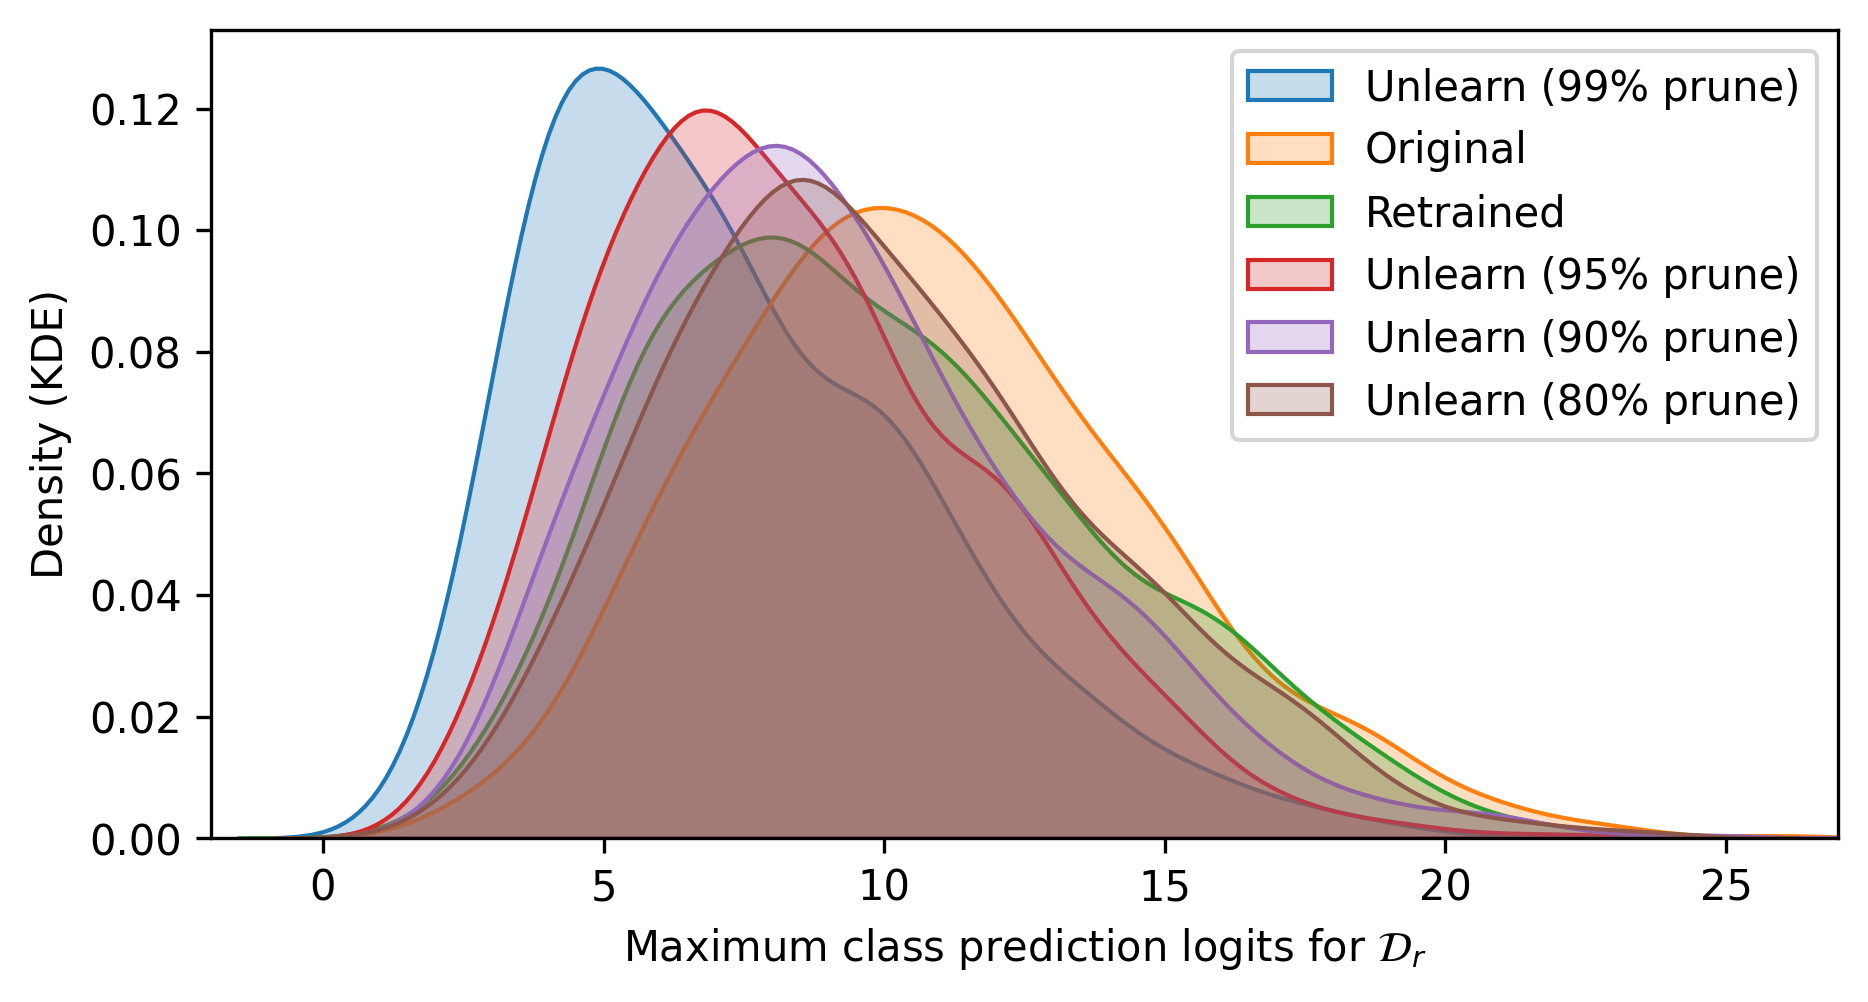 Unlearn (99% prune)
Original
Retrained
Unlearn (95% prune)
Unlearn (90% prune)
Unlearn (80% prune)
Density (KDE)
0.12
0.10
0.08
0.06
0.04
0.02
0.00
0 5 10 15 20 25
Maximum class prediction logits for 𝒟ᵣ